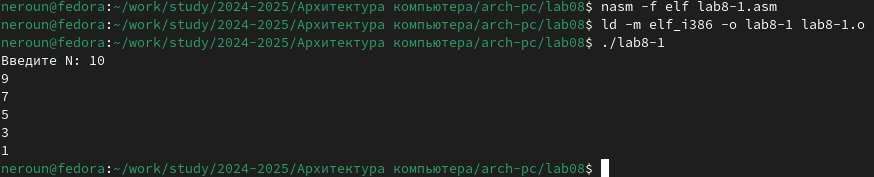 neroun@fedora:~/work/study/2024-2025/Архитектура компьютера/arch-pc/lab08$ nasm -f elf lab8-1.asm
neroun@fedora:~/work/study/2024-2025/Архитектура компьютера/arch-pc/lab08$ ld -m elf_i386 -o lab8-1 lab8-1.o
neroun@fedora:~/work/study/2024-2025/Архитектура компьютера/arch-pc/lab08$ ./lab8-1
Введите N: 10
9
7
5
3
1
neroun@fedora:~/work/study/2024-2025/Архитектура компьютера/arch-pc/lab08$